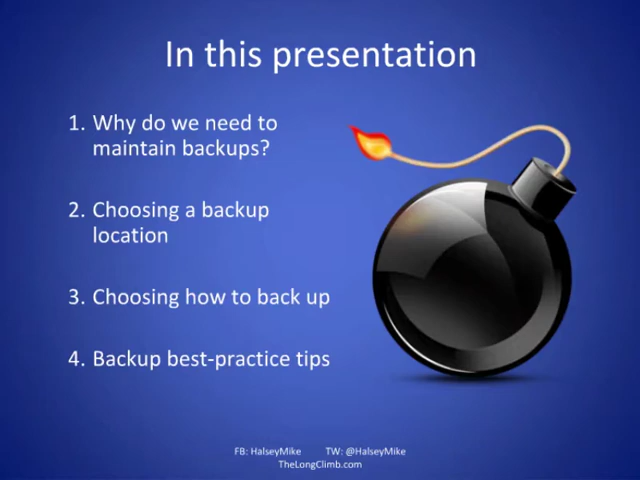 In this presentation
1. Why do we need to
maintain backups?
2. Choosing a backup
location
3. Choosing how to back up
4. Backup best-practice tips
FB: HalseyMike TW: @HalseyMike
TheLongClimb.com